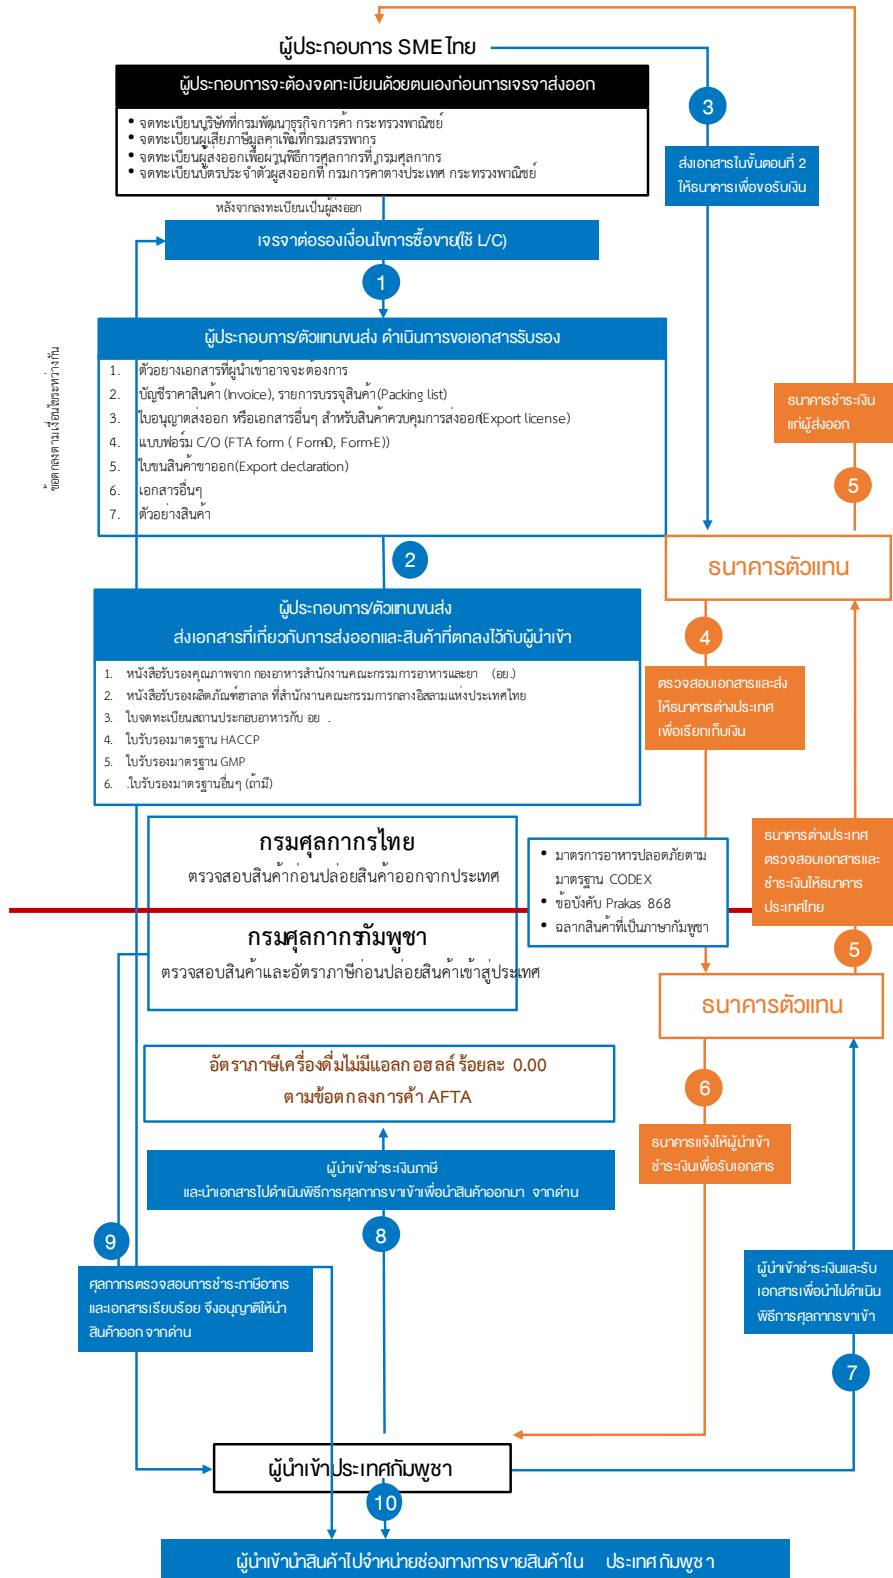 ผู้ประกอบการ SME ไทย
ผู้ประกอบการจะต้องจดทะเบียนด้วยตนเองก่อนการเจรจาส่งออก
• จดทะเบียนบริษัทที่กรมพัฒนาธุรกิจการค้า กระทรวงพาณิชย์
• จดทะเบียนผู้เสียภาษีมูลค่าเพิ่มที่กรมสรรพากร
• จดทะเบียนผู้ส่งออกเพื่อผ่านพิธีการศุลกากรที่ กรมศุลกากร
• จดทะเบียนบัตรประจำตัวผู้ส่งออกที่ กรมการค้าต่างประเทศ กระทรวงพาณิชย์
3
ส่งเอกสารในขั้นตอนที่ 2
ให้ธนาคารเพื่อขอรับเงิน
หลังจากลงทะเบียนเป็นผู้ส่งออก
เจรจาต่อรองเงื่อนไขการซื้อขาย(ใช้ L/C)
1
ข้อตกลงตามเงื่อนไขระหว่างกัน
ผู้ประกอบการ/ตัวแทนขนส่ง ดำเนินการขอเอกสารรับรอง
1. ตัวอย่างเอกสารที่ผู้นำเข้าอาจจะต้องการ
2. บัญชีราคาสินค้า (Invoice), รายการบรรจุสินค้า (Packing list)
3. ใบอนุญาตส่งออก หรือเอกสารอื่นๆ สำหรับสินค้าควบคุมการส่งออก(Export license)
4. แบบฟอร์ม C/O (FTA form ( Form-D, Form-E))
5. ใบขนสินค้าขาออก(Export declaration)
6. เอกสารอื่นๆ
7. ตัวอย่างสินค้า
ธนาคารชำระเงิน
แก่ผู้ส่งออก
5
2
ธนาคารตัวแทน
ผู้ประกอบการ/ตัวแทนขนส่ง
ส่งเอกสารที่เกี่ยวกับการส่งออกและสินค้าที่ตกลงไว้กับผู้นำเข้า
1. หนังสือรับรองคุณภาพจาก กองอาหารสำนักงานคณะกรรมการอาหารและยา (อย.)
2. หนังสือรับรองผลิตภัณฑ์ฮาลาล ที่สำนักงานคณะกรรมการกลางอิสลามแห่งประเทศไทย
3. ใบจดทะเบียนสถานประกอบอาหารกับ อย .
4. ใบรับรองมาตรฐาน HACCP
5. ใบรับรองมาตรฐาน GMP
6. .ใบรับรองมาตรฐานอื่นๆ (ถ้ามี)
4
ตรวจสอบเอกสารและส่ง
ให้ธนาคารต่างประเทศ
เพื่อเรียกเก็บเงิน
กรมศุลกากรไทย
ตรวจสอบสินค้าก่อนปล่อยสินค้าออกจากประเทศ
• มาตรการอาหารปลอดภัยตาม
มาตรฐาน CODEX
• ข้อบังคับ Prakas 868
• ฉลากสินค้าที่เป็นภาษากัมพูชา
ธนาคารต่างประเทศ
ตรวจสอบเอกสารและ
ชำระเงินให้ธนาคาร
ประเทศไทย
5
กรมศุลกากรกัมพูชา
ตรวจสอบสินค้าและอัตราภาษีก่อนปล่อยสินค้าเข้าสู่ประเทศ
ธนาคารตัวแทน
อัตราภาษีเครื่องดื่มไม่มีแอลกอฮอล์ ร้อยละ 0.00
ตามข้อตกลงการค้า AFTA
6
ธนาคารแจ้งให้ผู้นำเข้า
ชำระเงินเพื่อรับเอกสาร
ผู้นำเข้าชำระเงินภาษี
และนำเอกสารไปดำเนินพิธีการศุลกากรขาเข้าเพื่อนำสินค้าออกมา จากด่าน
8
9
ศุลกากรตรวจสอบการชำระภาษีอากร
และเอกสารเรียบร้อย จึงอนุญาติให้นำ
สินค้าออก จากด่าน
ผู้นำเข้าชำระเงินและรับ
เอกสารเพื่อนำไปดำเนิน
พิธีการศุลกากรขาเข้า
7
ผู้นำเข้าประเทศกัมพูชา
10
ผู้นำเข้านำสินค้าไปจำหน่ายช่องทางการขายสินค้าใน ประเทศกัมพูชา